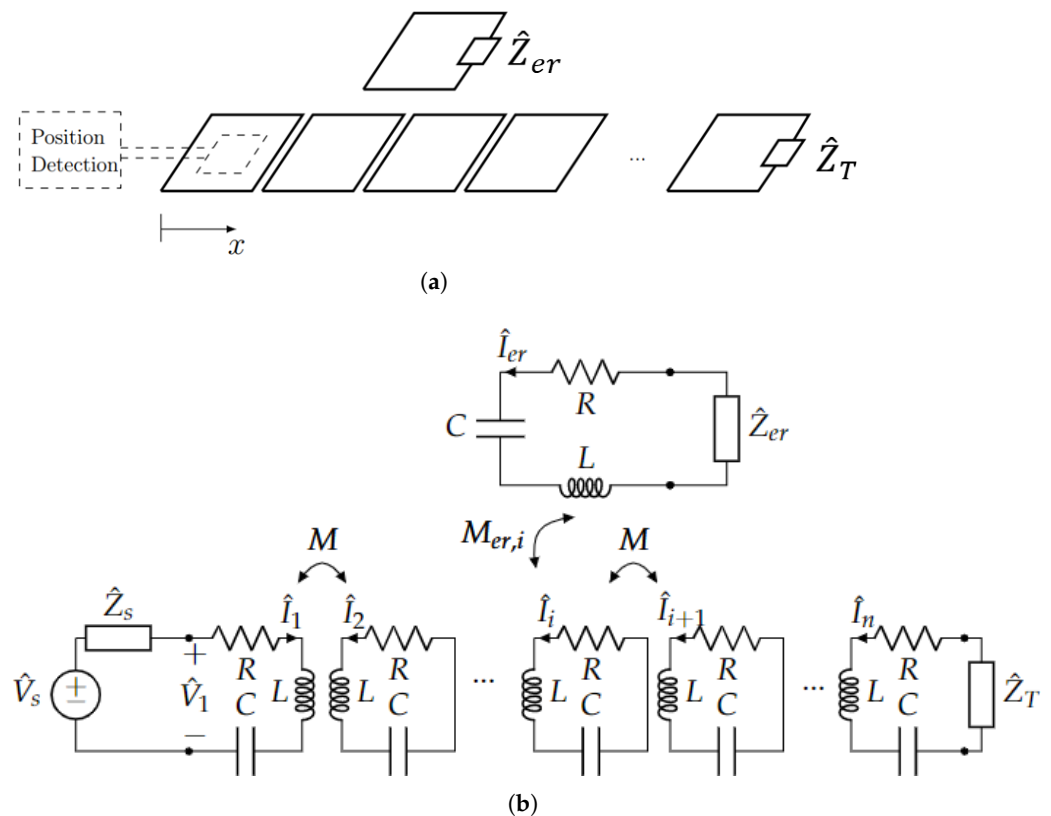 Ẑ_er
Position
Detection
...
Ẑ_T
x
(a)
Î_er
R
C
Ẑ_er
L
M_er,i
M
M
Ẑ_s
Î_1
Î_2
Î_i
Î_i+1
Î_n
+
R
R
R
R
R
V̂_s
±
V̂_1
C
L
L
C
...
L
C
L
C
...
L
C
Ẑ_T
−
(b)